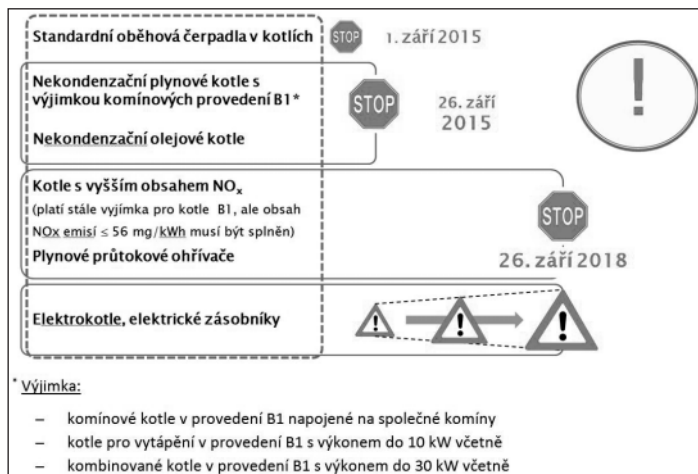 Standardní oběhová čerpadla v kotlích STOP 1. září 2015
Nekondenzační plynové kotle s
výjimkou komínových provedení B1*
STOP 26. září
2015
Nekondenzační olejové kotle
Kotle s vyšším obsahem NOx
(platí stále vyjímka pro kotle B1, ale obsah
NOx emisí ≤ 56 mg/kWh musí být splněn)
STOP
Plynové průtokové ohřívače
26. září 2018
Elektrokotle, elektrické zásobníky
! ! !
!
* Výjimka:
– komínové kotle v provedení B1 napojené na společné komíny
– kotle pro vytápění v provedení B1 s výkonem do 10 kW včetně
– kombinované kotle v provedení B1 s výkonem do 30 kW včetně